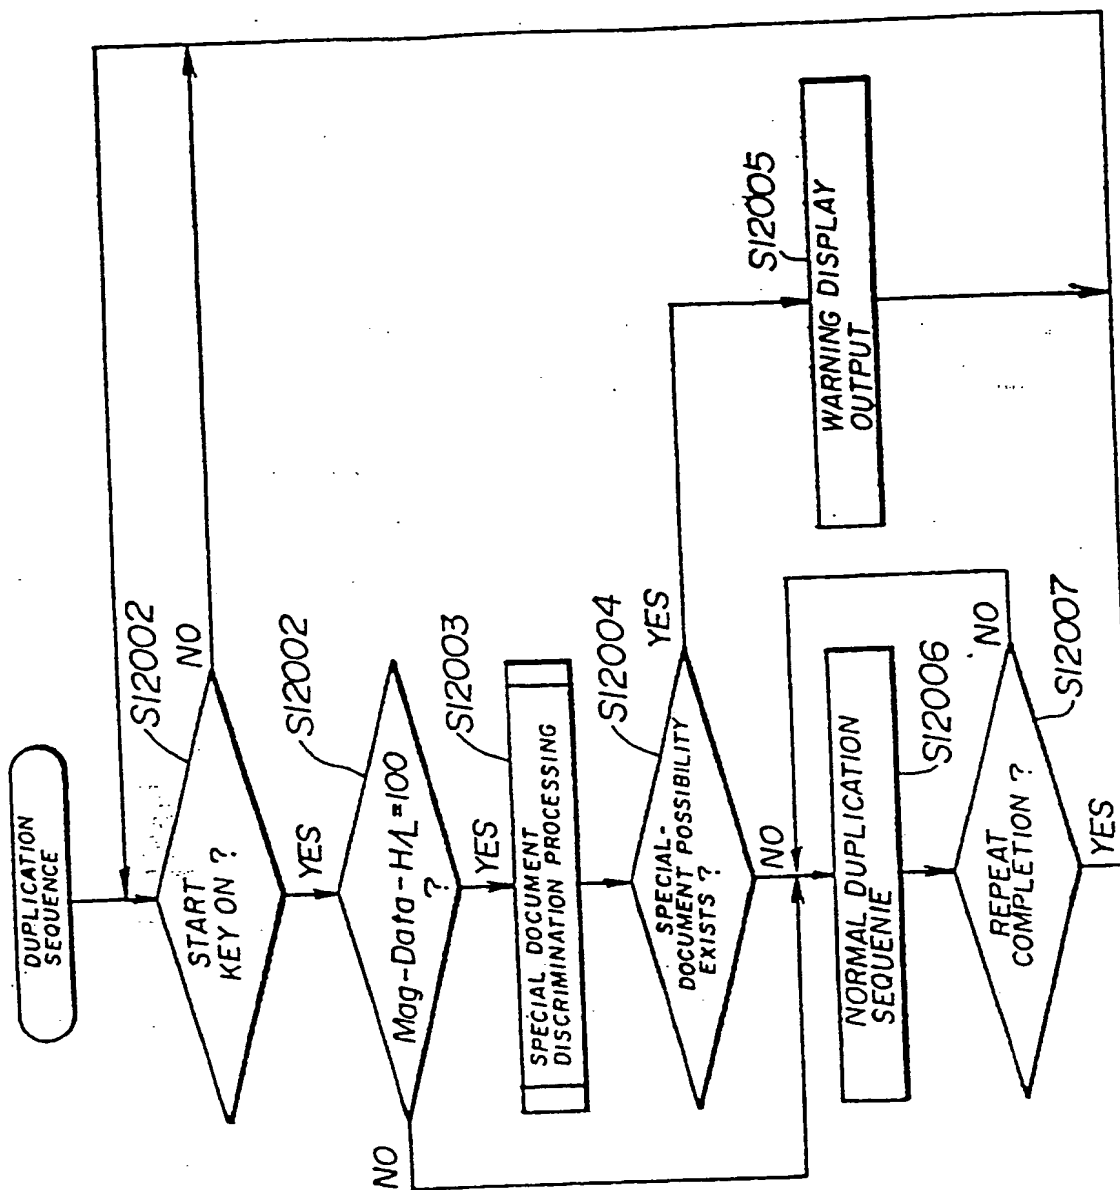 DUPLICATION
SEQUENCE
S12002
START
KEY ON ?
NO
YES
S12002
Mag-Data-H/L=100
?
NO
YES
S12003
SPECIAL DOCUMENT
DISCRIMINATION PROCESSING
S12004
SPECIAL-
DOCUMENT POSSIBILITY
EXISTS ?
YES
NO
S12005
WARNING DISPLAY
OUTPUT
NORMAL DUPLICATION
SEQUENIE
S12006
REPEAT
COMPLETION ?
NO
S12007
YES